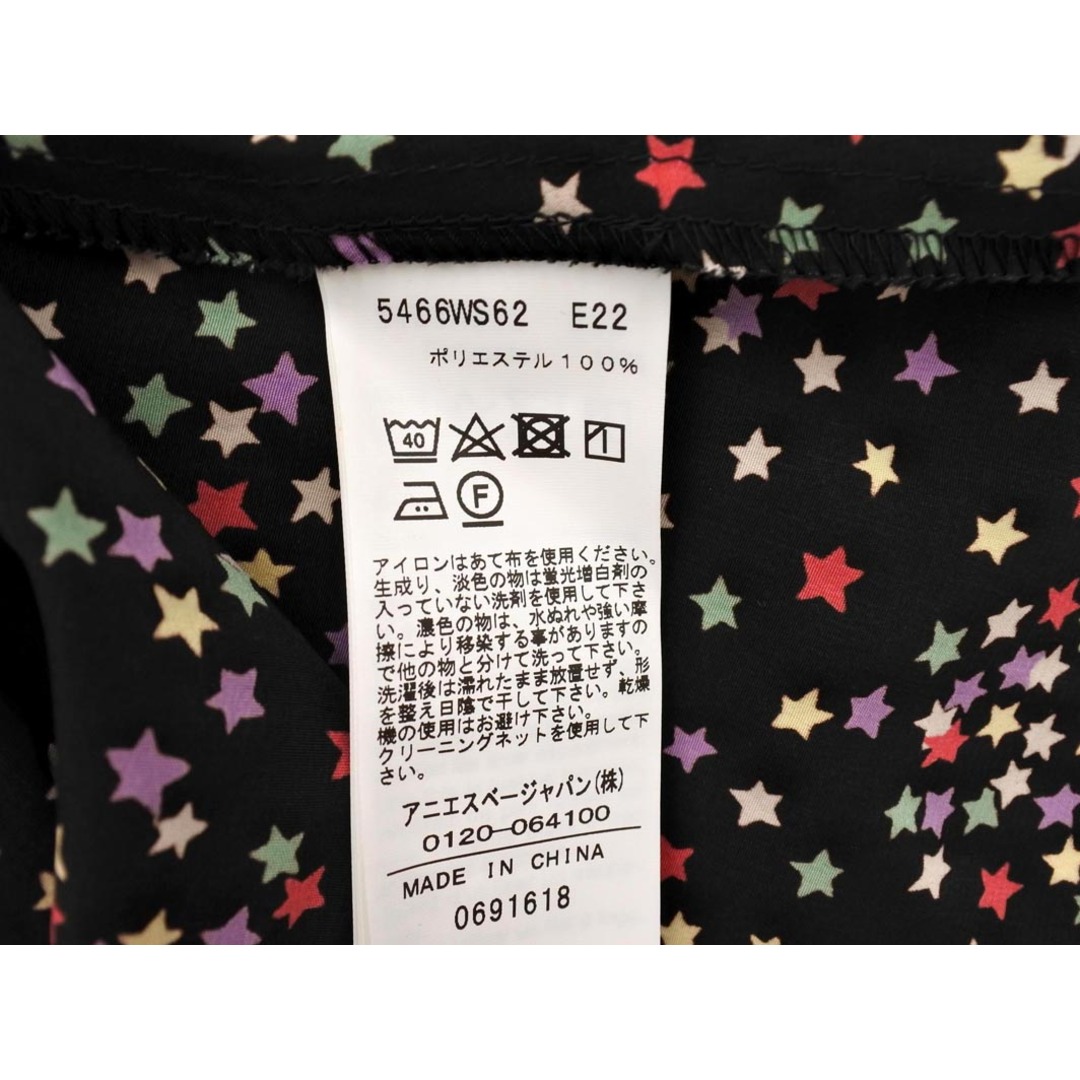 5466WS62 E22
ポリエステル100%
40
F
アイロンはあて布を使用ください。
生成り、淡色の物は蛍光増白剤の
入っていない洗剤を使用して下さ
い。濃色の物は、水ぬれや強い摩
擦により移染する事がありますの
で他の物と分けて洗って下さい。
洗濯後は濡れたまま放置せず、形
を整え日陰で干して下さい。乾燥
機の使用はお避け下さい。
クリーニングネットを使用して下
さい。
アニエスベージャパン(株)
0120-064100
MADE IN CHINA
0691618